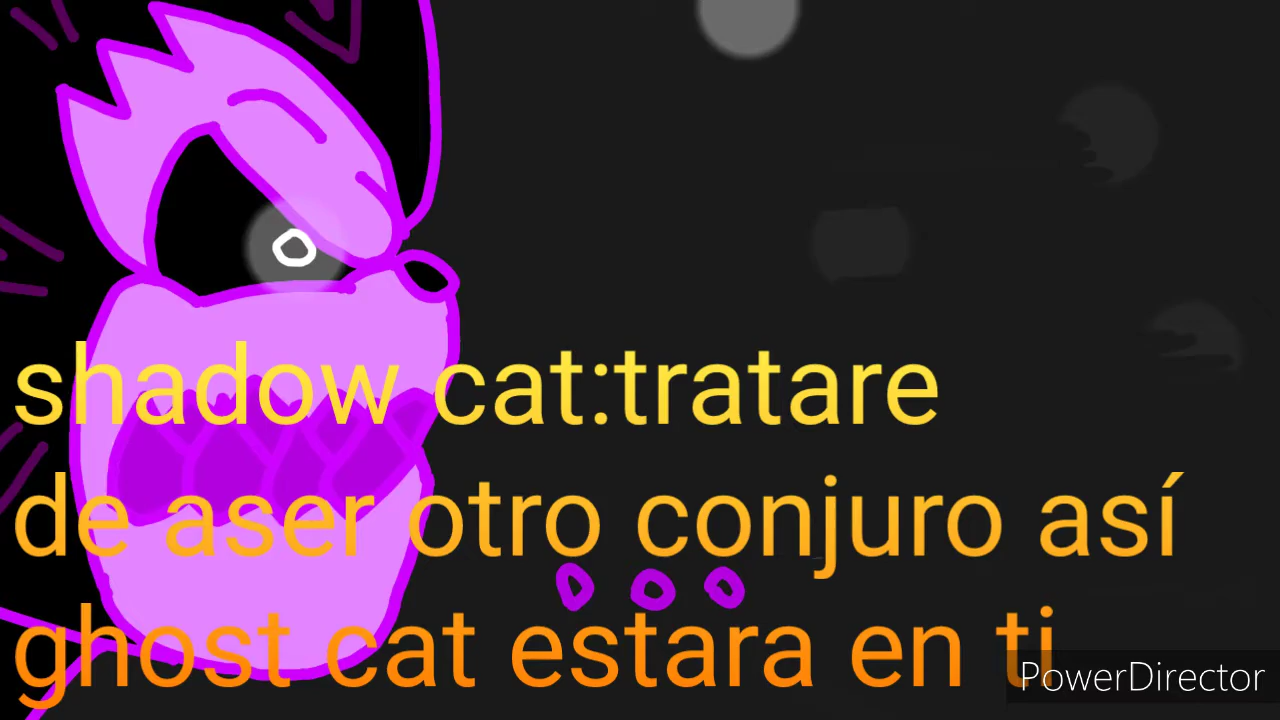 shadow cat:tratare
de aser otro conjuro así
ghost cat estara en ti
PowerDirector